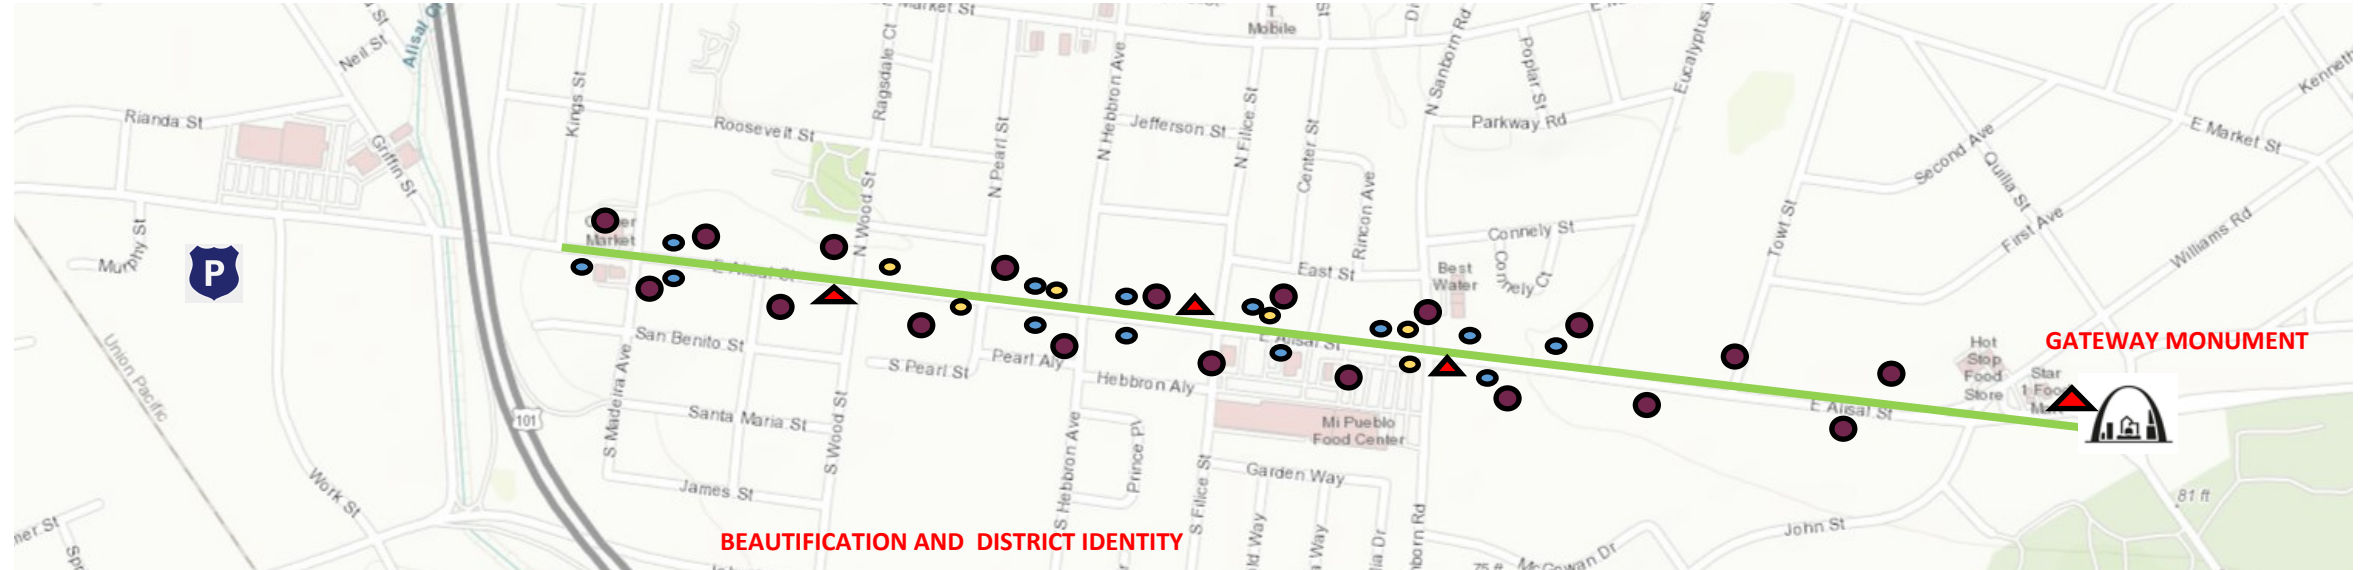 E Market St
T
Mobile
N Sanborn Rd
Poplar St
Eucalyptus
Neil St
Alisal
Kings St
Ragsdale Ct
N Hebbron Ave
Kenneth
Rianda St
Griffin St
Roosevelt St
Jefferson St
N Filice St
Center St
Parkway Rd
Second Ave
Quilla St
E Market St
N Pearl St
N Wood St
Rincon Ave
Towt St
First Ave
Williams Rd
Murphy St
P
Market
E Alisal St
East St
Connely St
Connely Ct
Best
Water
Union Pacific
San Benito St
S Madeira Ave
S Pearl St
Pearl Aly
Hebbron Aly
E Alisal St
GATEWAY MONUMENT
Hot
Stop
Food
Store
Star
1 Food
101
Santa Maria St
S Wood St
S Hebbron Ave
Prince Pl
Mi Pueblo
Food Center
E Alisal St
Work St
James St
S Filice St
Garden Way
81 ft
John St
McGowan Dr
75 ft
BEAUTIFICATION AND DISTRICT IDENTITY